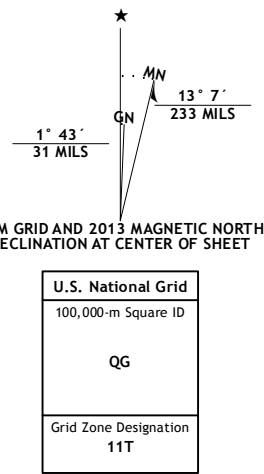 ★
MN
GN
13° 7´
233 MILS
1° 43´
31 MILS
M GRID AND 2013 MAGNETIC NORTH
ECLINATION AT CENTER OF SHEET
U.S. National Grid
100,000-m Square ID
QG
Grid Zone Designation
11T